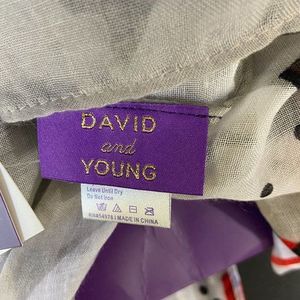 DAVID
and
YOUNG
Leave Until Dry
Do Not Iron
MADE IN CHINA